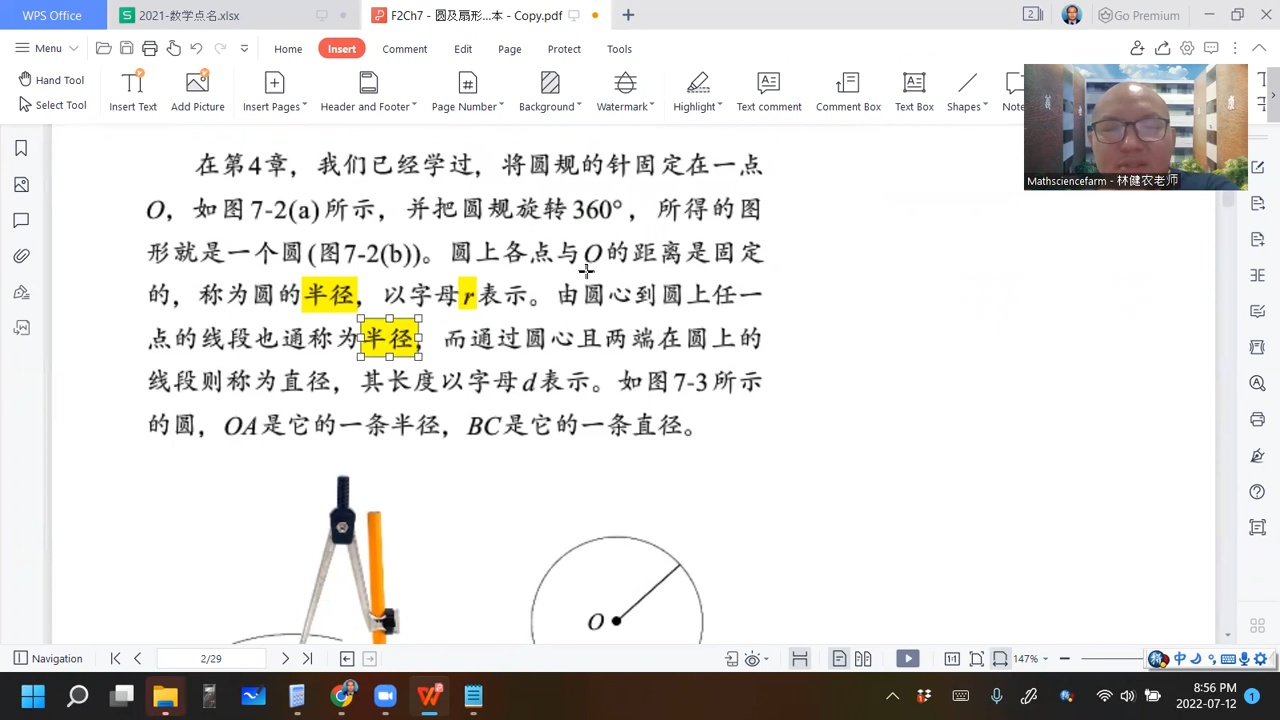 WPS Office
2021-数学点名.xlsx
F2Ch7 - 圆及扇形...本 - Copy.pdf
2
Go Premium
Menu
Home
Insert
Comment
Edit
Page
Protect
Tools
Hand Tool
Select Tool
Insert Text
Add Picture
Insert Pages
Header and Footer
Page Number
Background
Watermark
Highlight
Text comment
Comment Box
Text Box
Shapes
Mathsciencefarm - 林健农老师
在第4章，我们已经学过，将圆规的针固定在一点
O，如图7-2(a)所示，并把圆规旋转360°，所得的图
形就是一个圆(图7-2(b))。圆上各点与O的距离是固定
的，称为圆的半径，以字母r表示。由圆心到圆上任一
点的线段也通称为半径，而通过圆心且两端在圆上的
线段则称为直径，其长度以字母d表示。如图7-3所示
的圆，OA是它的一条半径，BC是它的一条直径。
O
Navigation
2/29
1:1
147%
中
8:56 PM
2022-07-12
1